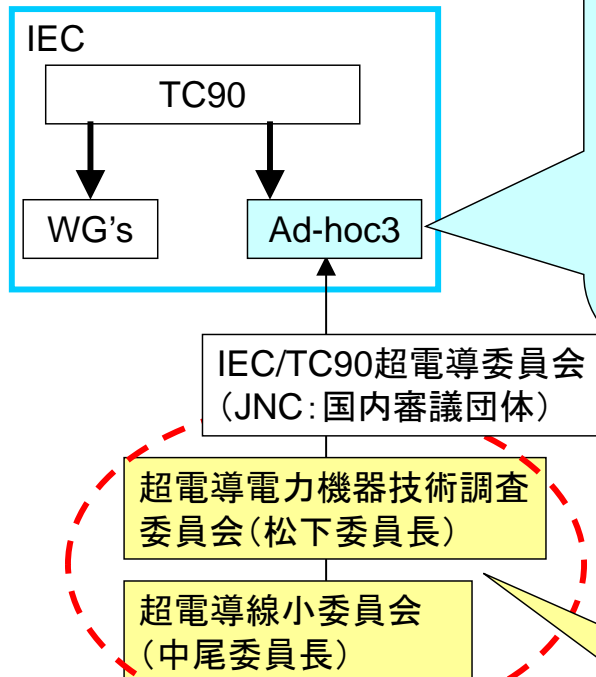 IEC
TC90
WG's
Ad-hoc3
IEC/TC90超電導委員会
（JNC：国内審議団体）
超電導電力機器技術調査
委員会（松下委員長）
超電導線小委員会
（中尾委員長）